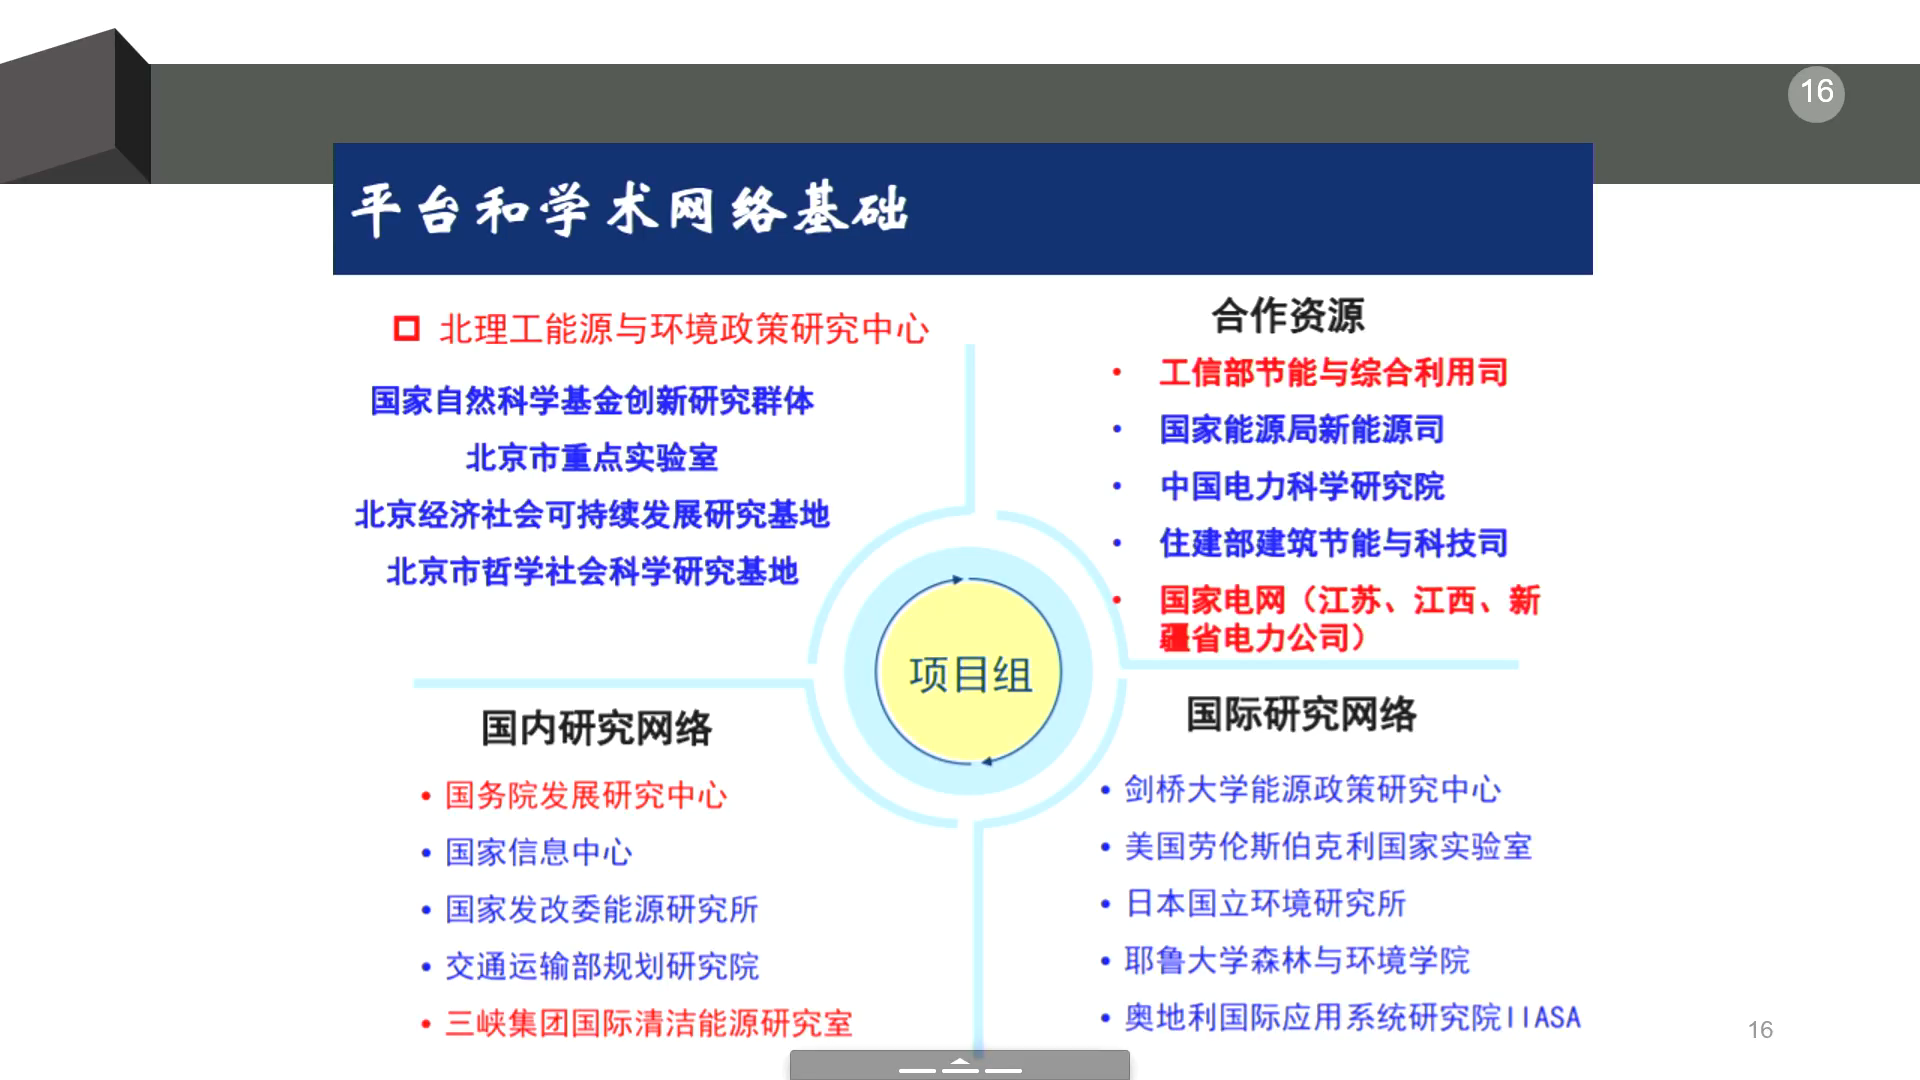 16
平台和学术网络基础
北理工能源与环境政策研究中心
国家自然科学基金创新研究群体
北京市重点实验室
北京经济社会可持续发展研究基地
北京市哲学社会科学研究基地
合作资源
• 工信部节能与综合利用司
• 国家能源局新能源司
• 中国电力科学研究院
• 住建部建筑节能与科技司
• 国家电网（江苏、江西、新
疆省电力公司）
项目组
国内研究网络
• 国务院发展研究中心
• 国家信息中心
• 国家发改委能源研究所
• 交通运输部规划研究院
• 三峡集团国际清洁能源研究室
国际研究网络
• 剑桥大学能源政策研究中心
• 美国劳伦斯伯克利国家实验室
• 日本国立环境研究所
• 耶鲁大学森林与环境学院
• 奥地利国际应用系统研究院IIASA
16